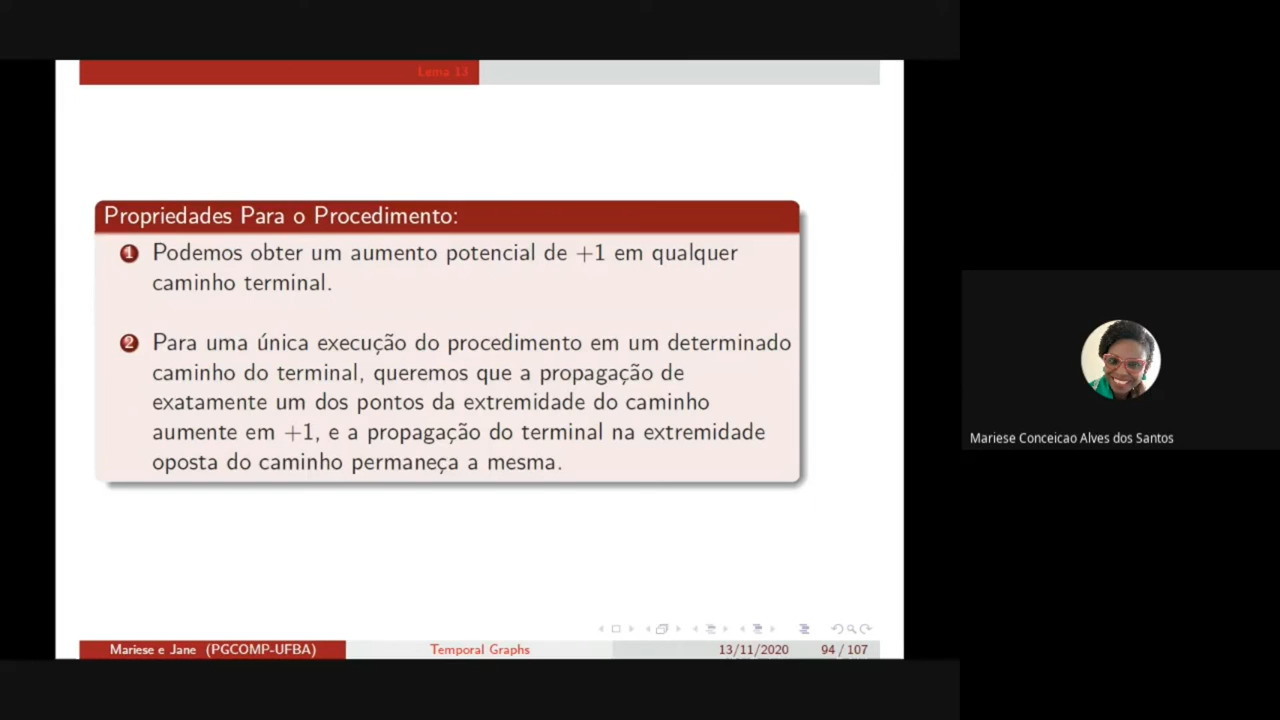 Lema 13
Propriedades Para o Procedimento:
1 Podemos obter um aumento potencial de +1 em qualquer
caminho terminal.
2 Para uma única execução do procedimento em um determinado
caminho do terminal, queremos que a propagação de
exatamente um dos pontos da extremidade do caminho
aumente em +1, e a propagação do terminal na extremidade
oposta do caminho permaneça a mesma.
Mariese Conceicao Alves dos Santos
Mariese e Jane (PGCOMP-UFBA)
Temporal Graphs
13/11/2020
94 / 107